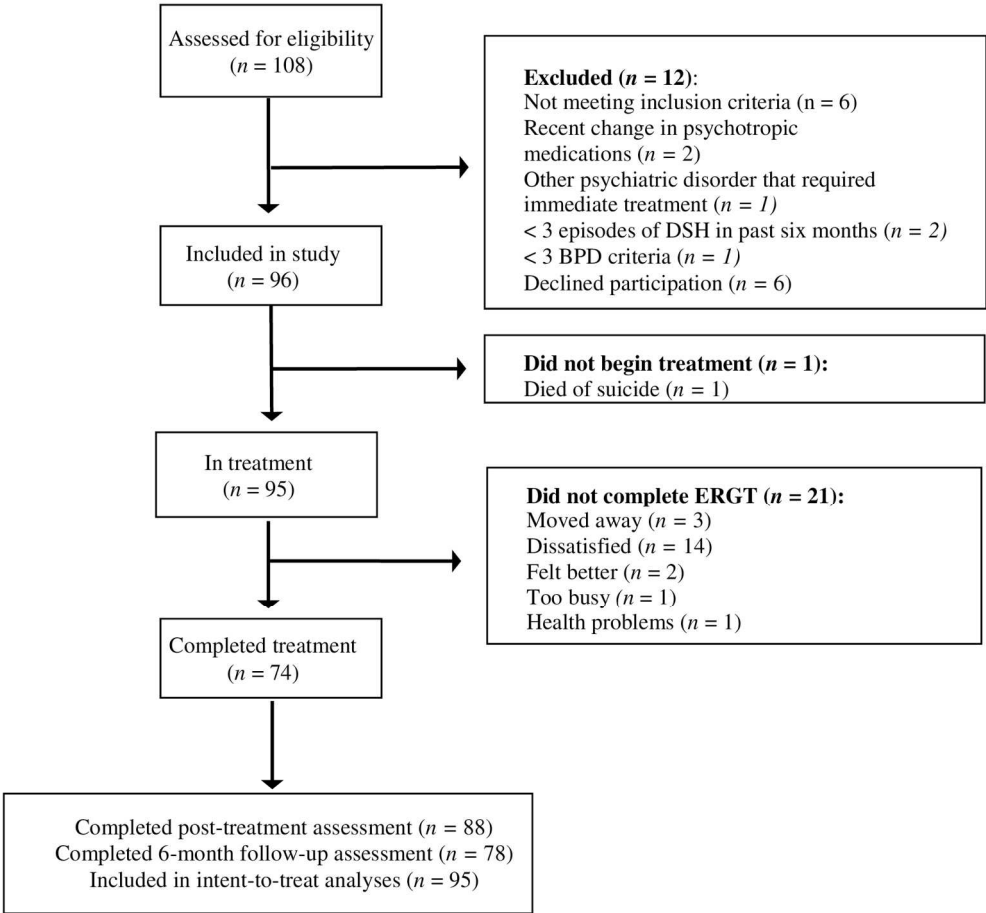 Assessed for eligibility
(n = 108)
Excluded (n = 12):
Not meeting inclusion criteria (n = 6)
Recent change in psychotropic
medications (n = 2)
Other psychiatric disorder that required
immediate treatment (n = 1)
< 3 episodes of DSH in past six months (n = 2)
< 3 BPD criteria (n = 1)
Declined participation (n = 6)
Included in study
(n = 96)
Did not begin treatment (n = 1):
Died of suicide (n = 1)
In treatment
(n = 95)
Did not complete ERGT (n = 21):
Moved away (n = 3)
Dissatisfied (n = 14)
Felt better (n = 2)
Too busy (n = 1)
Health problems (n = 1)
Completed treatment
(n = 74)
Completed post-treatment assessment (n = 88)
Completed 6-month follow-up assessment (n = 78)
Included in intent-to-treat analyses (n = 95)